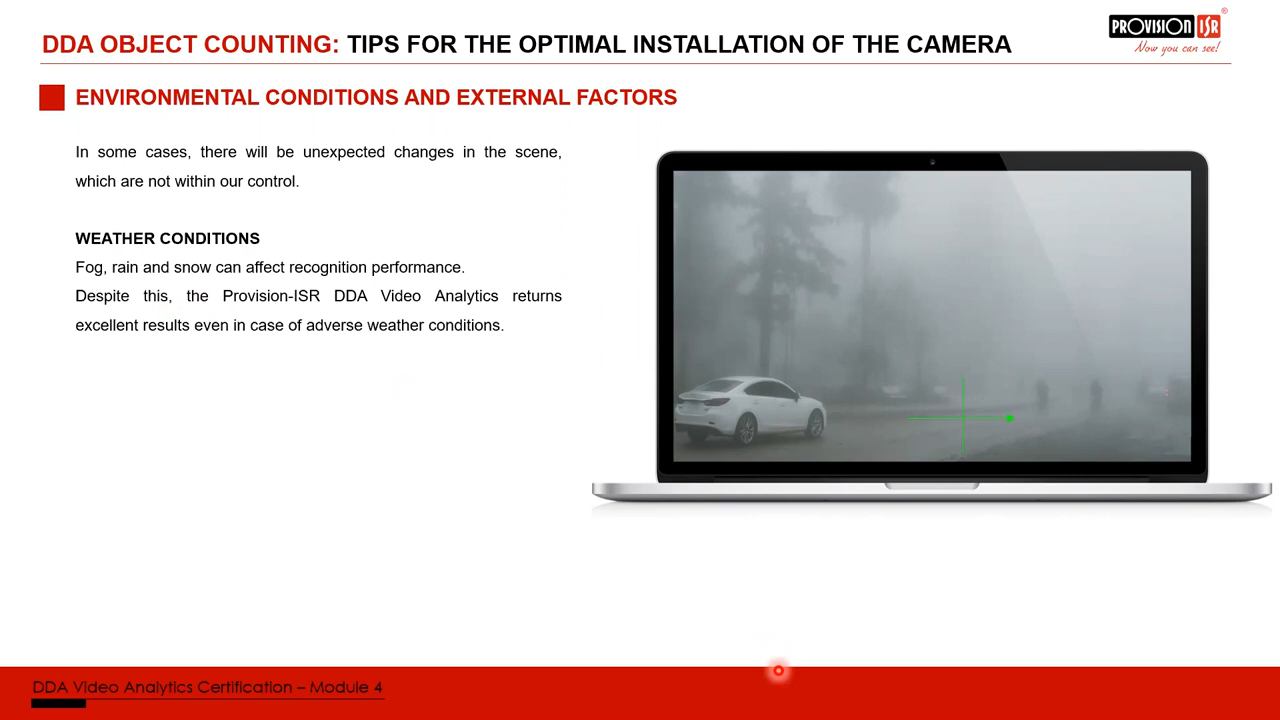 DDA OBJECT COUNTING: TIPS FOR THE OPTIMAL INSTALLATION OF THE CAMERA
PROVISION ISR®
Now you can see!
ENVIRONMENTAL CONDITIONS AND EXTERNAL FACTORS
In some cases, there will be unexpected changes in the scene,
which are not within our control.
WEATHER CONDITIONS
Fog, rain and snow can affect recognition performance.
Despite this, the Provision-ISR DDA Video Analytics returns
excellent results even in case of adverse weather conditions.
DDA Video Analytics Certification – Module 4